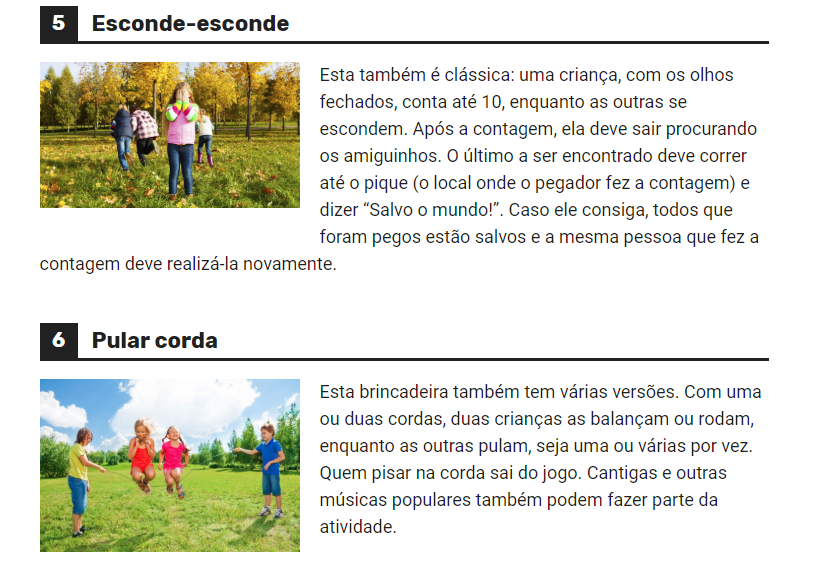 5 Esconde-esconde
Esta também é clássica: uma criança, com os olhos
fechados, conta até 10, enquanto as outras se
escondem. Após a contagem, ela deve sair procurando
os amiguinhos. O último a ser encontrado deve correr
até o pique (o local onde o pegador fez a contagem) e
dizer “Salvo o mundo!”. Caso ele consiga, todos que
foram pegos estão salvos e a mesma pessoa que fez a
contagem deve realizá-la novamente.
6 Pular corda
Esta brincadeira também tem várias versões. Com uma
ou duas cordas, duas crianças as balançam ou rodam,
enquanto as outras pulam, seja uma ou várias por vez.
Quem pisar na corda sai do jogo. Cantigas e outras
músicas populares também podem fazer parte da
atividade.